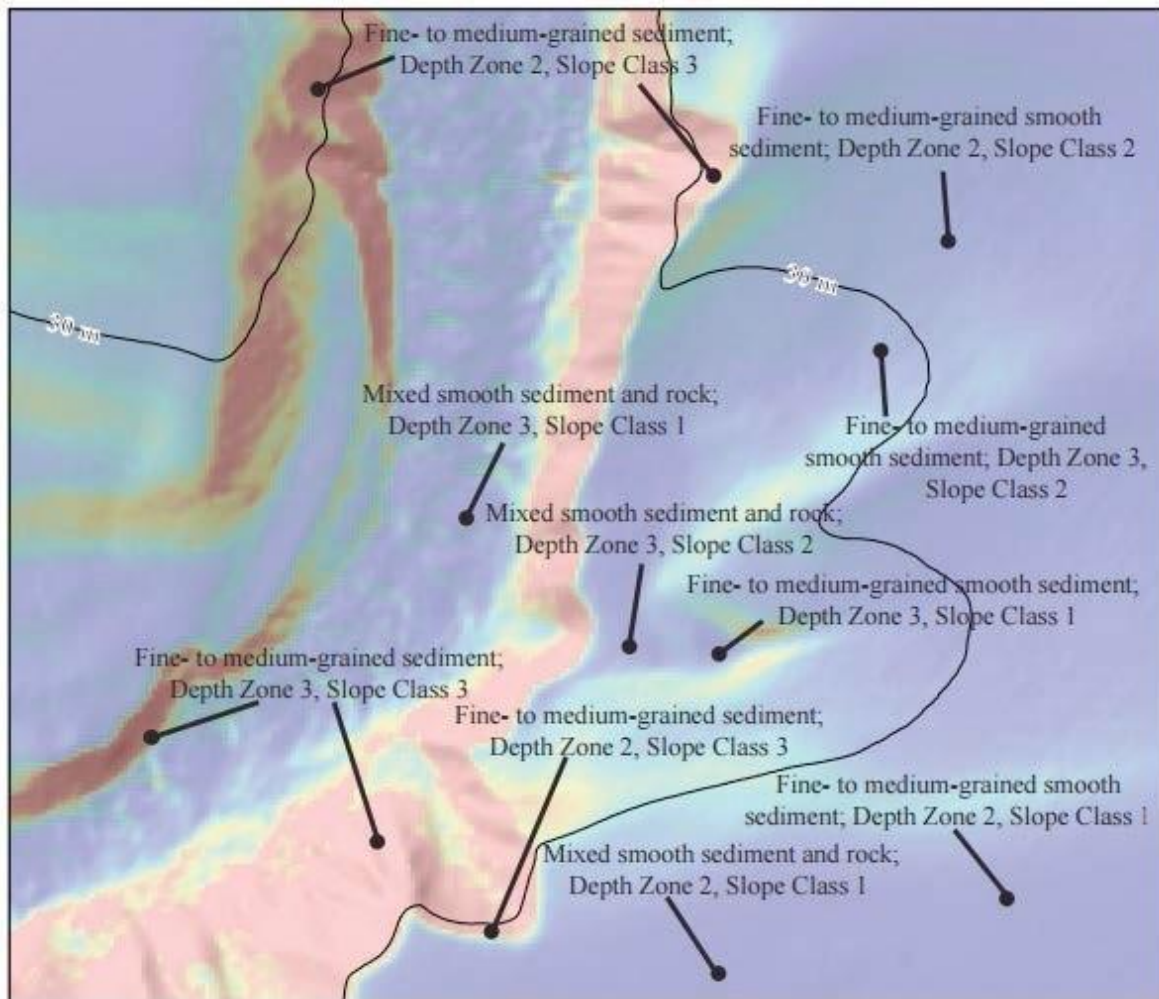 Fine- to medium-grained sediment;
Depth Zone 2, Slope Class 3
Fine- to medium-grained smooth
sediment; Depth Zone 2, Slope Class 2
30 m
30 m
Mixed smooth sediment and rock;
Depth Zone 3, Slope Class 1
Fine- to medium-grained
smooth sediment; Depth Zone 3,
Slope Class 2
Mixed smooth sediment and rock;
Depth Zone 3, Slope Class 2
Fine- to medium-grained smooth sediment;
Depth Zone 3, Slope Class 1
Fine- to medium-grained sediment;
Depth Zone 3, Slope Class 3
Fine- to medium-grained sediment;
Depth Zone 2, Slope Class 3
Fine- to medium-grained smooth
sediment; Depth Zone 2, Slope Class 1
Mixed smooth sediment and rock;
Depth Zone 2, Slope Class 1